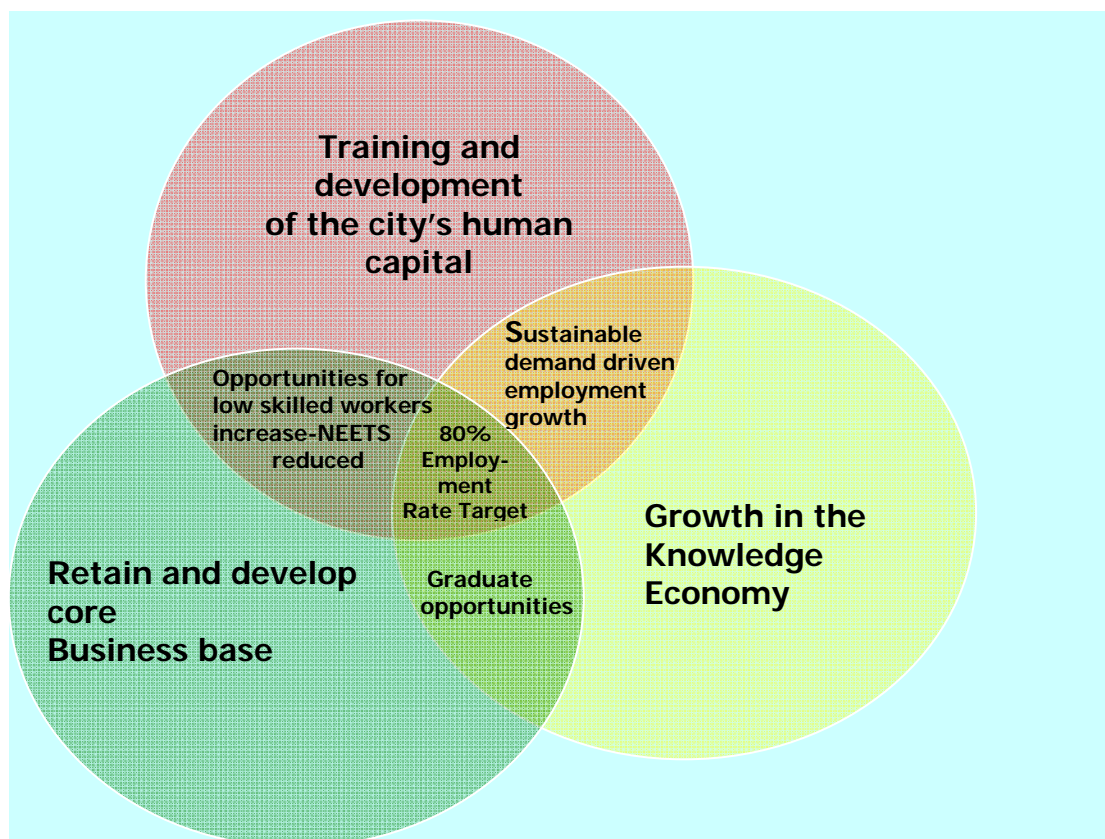 Training and
development
of the city's human
capital
Sustainable
demand driven
employment
growth
Opportunities for
low skilled workers
increase-NEETS
reduced
80%
Employ-
ment
Rate Target
Growth in the
Knowledge
Economy
Retain and develop
core
Business base
Graduate
opportunities